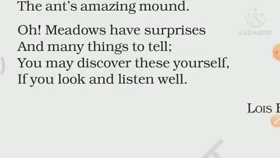 The ant's amazing mound.
Oh! Meadows have surprises
And many things to tell;
You may discover these yourself,
If you look and listen well.
LOIS